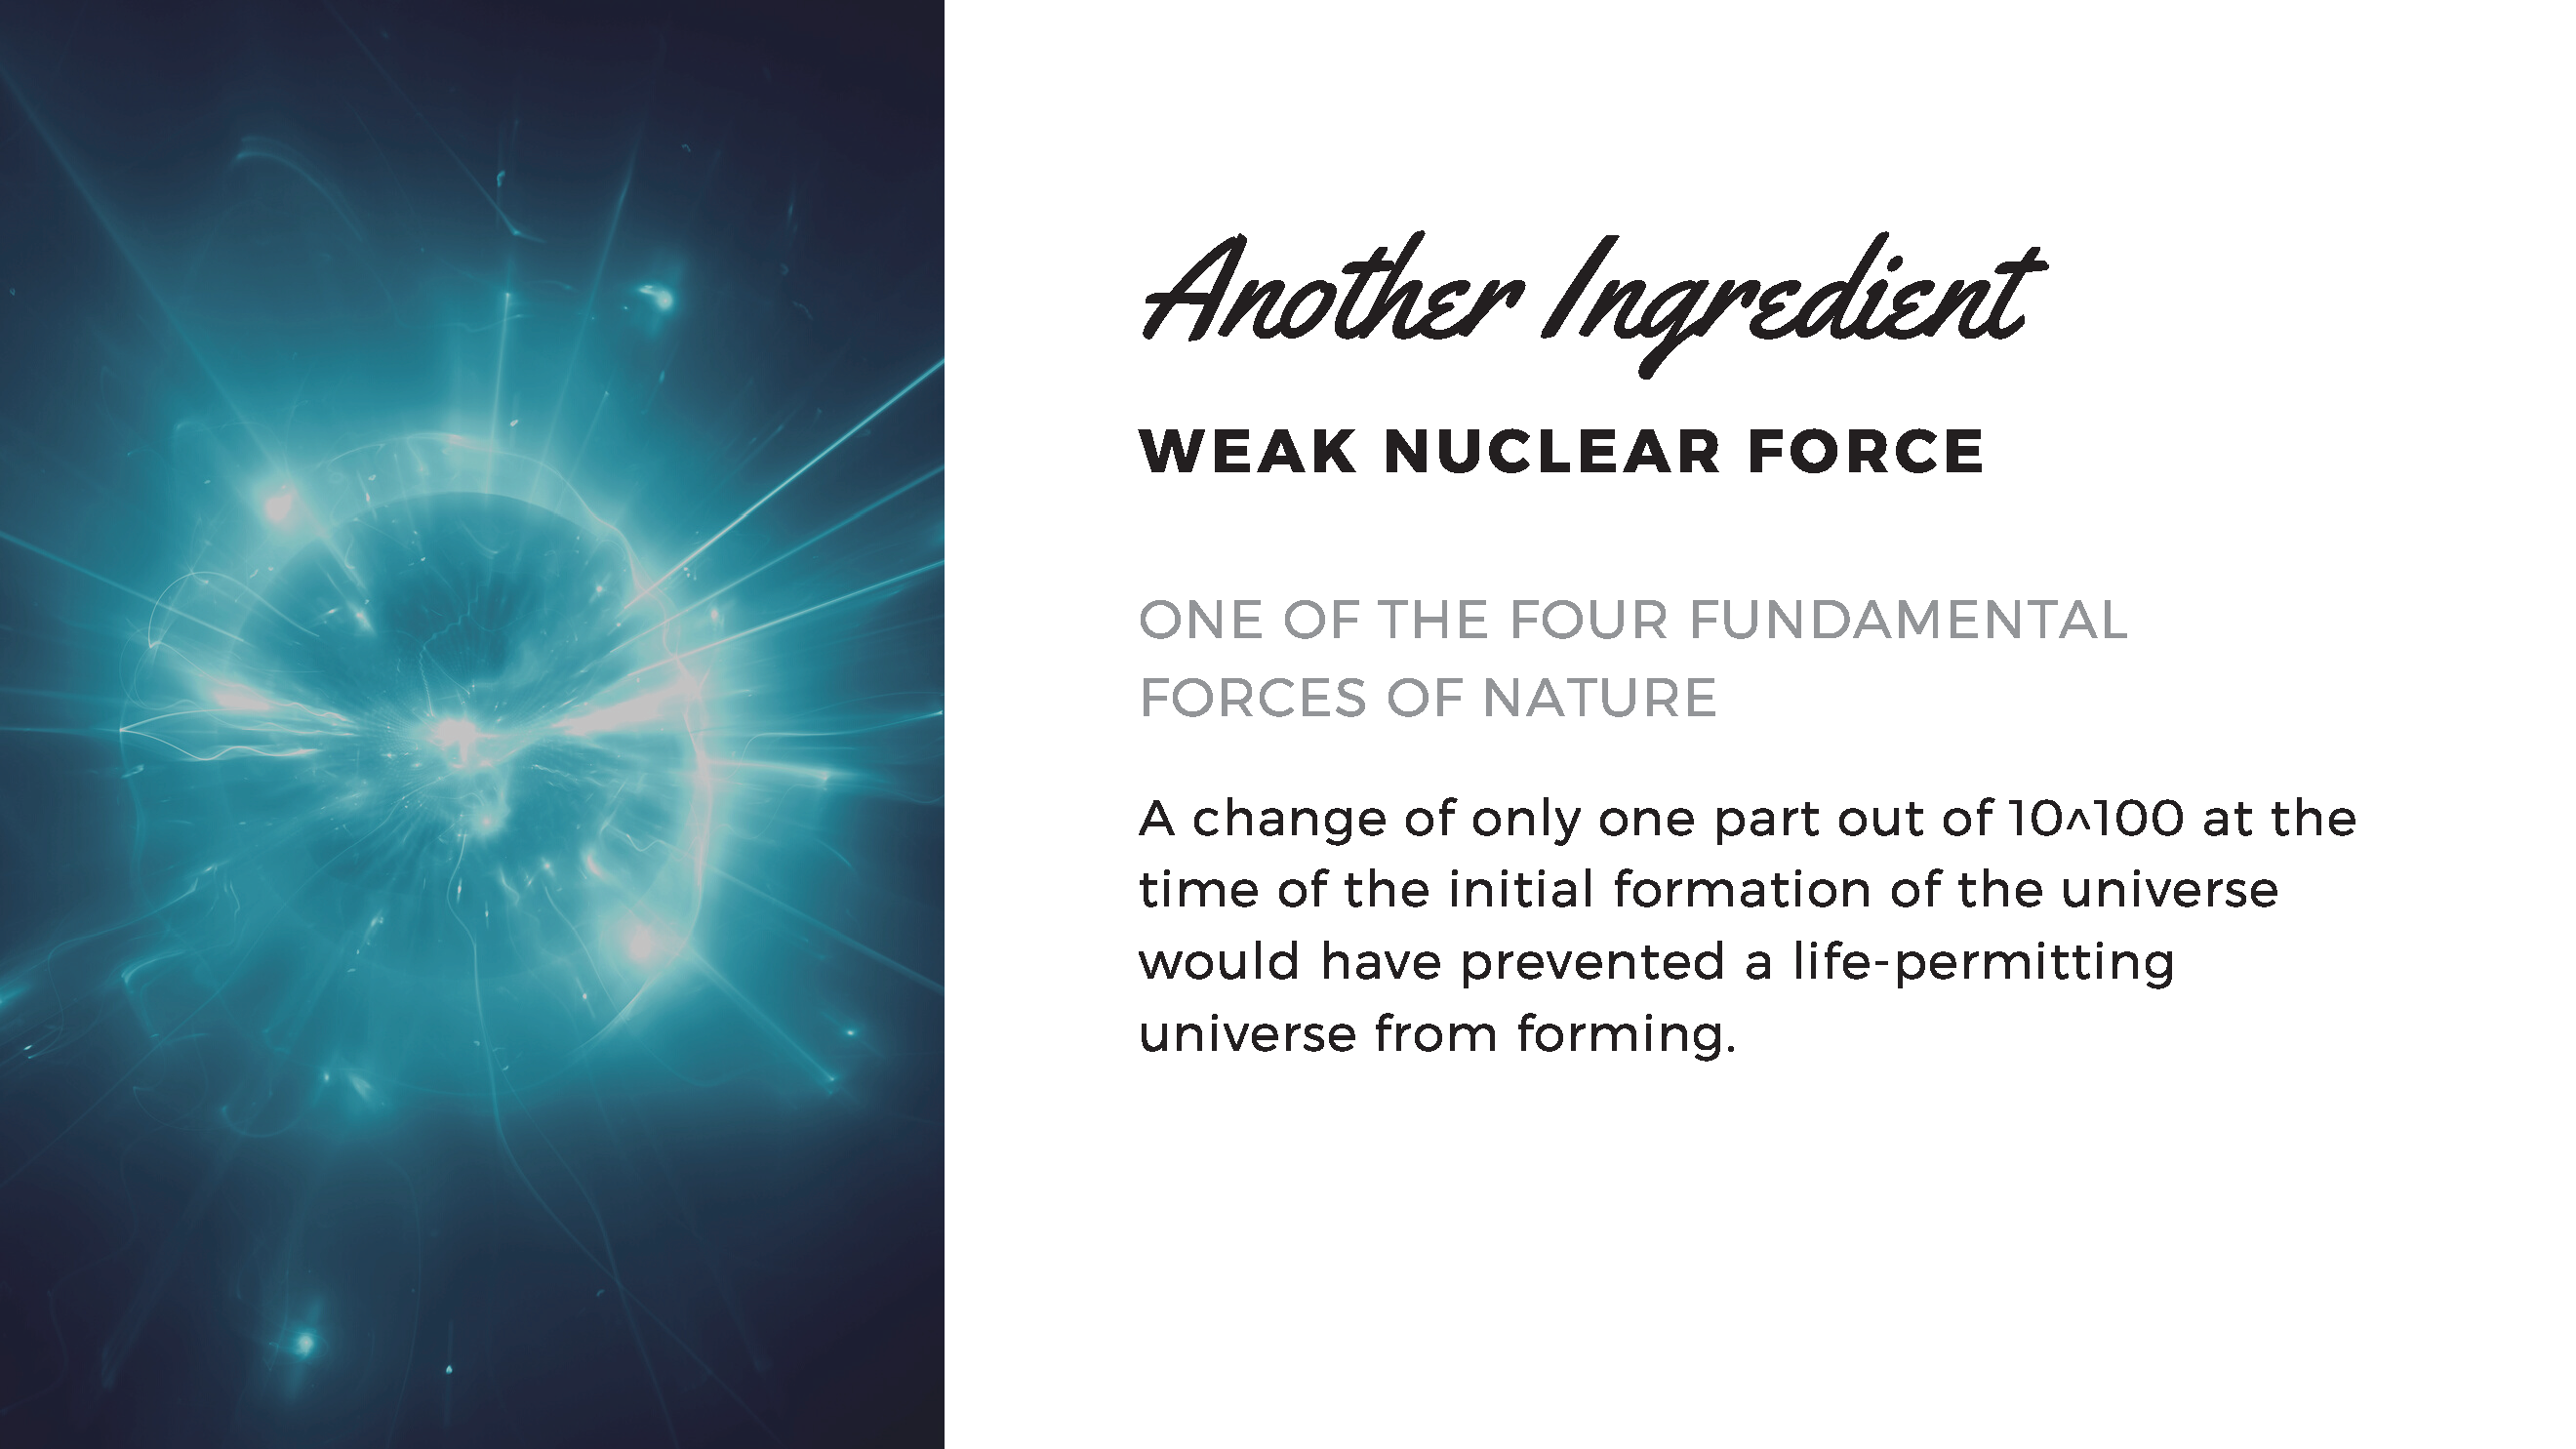 Another Ingredient
WEAK NUCLEAR FORCE
ONE OF THE FOUR FUNDAMENTAL
FORCES OF NATURE
A change of only one part out of 10^100 at the
time of the initial formation of the universe
would have prevented a life-permitting
universe from forming.